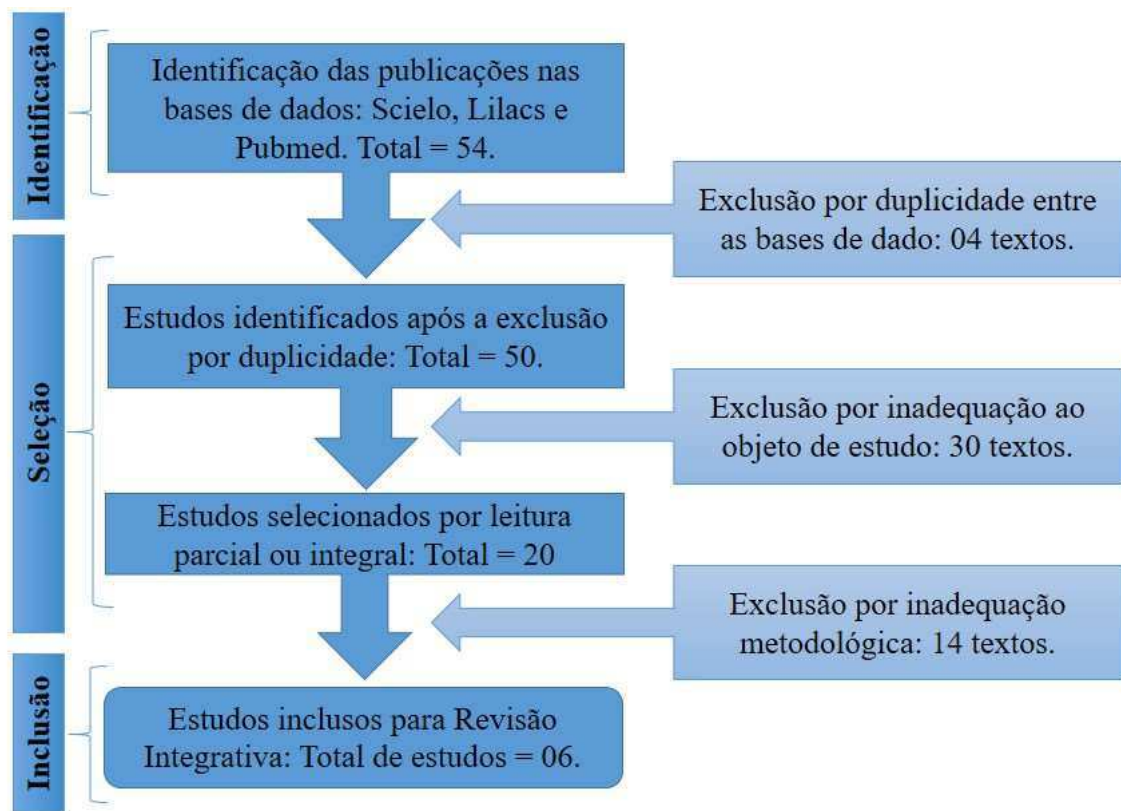 Identificação
Identificação das publicações nas
bases de dados: Scielo, Lilacs e
Pubmed. Total = 54.
Exclusão por duplicidade entre
as bases de dado: 04 textos.
Seleção
Estudos identificados após a exclusão
por duplicidade: Total = 50.
Exclusão por inadequação ao
objeto de estudo: 30 textos.
Estudos selecionados por leitura
parcial ou integral: Total = 20
Exclusão por inadequação
metodológica: 14 textos.
Inclusão
Estudos inclusos para Revisão
Integrativa: Total de estudos = 06.